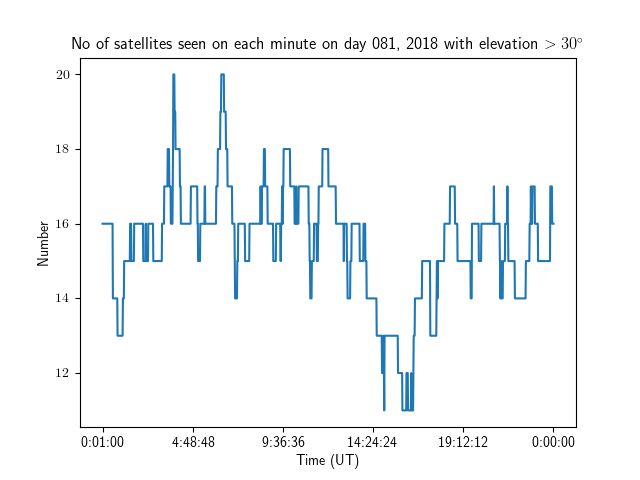 No of satellites seen on each minute on day 081, 2018 with elevation > 30°
20
18
16
14
12
Number
0:01:00 4:48:48 9:36:36 14:24:24 19:12:12 0:00:00
Time (UT)